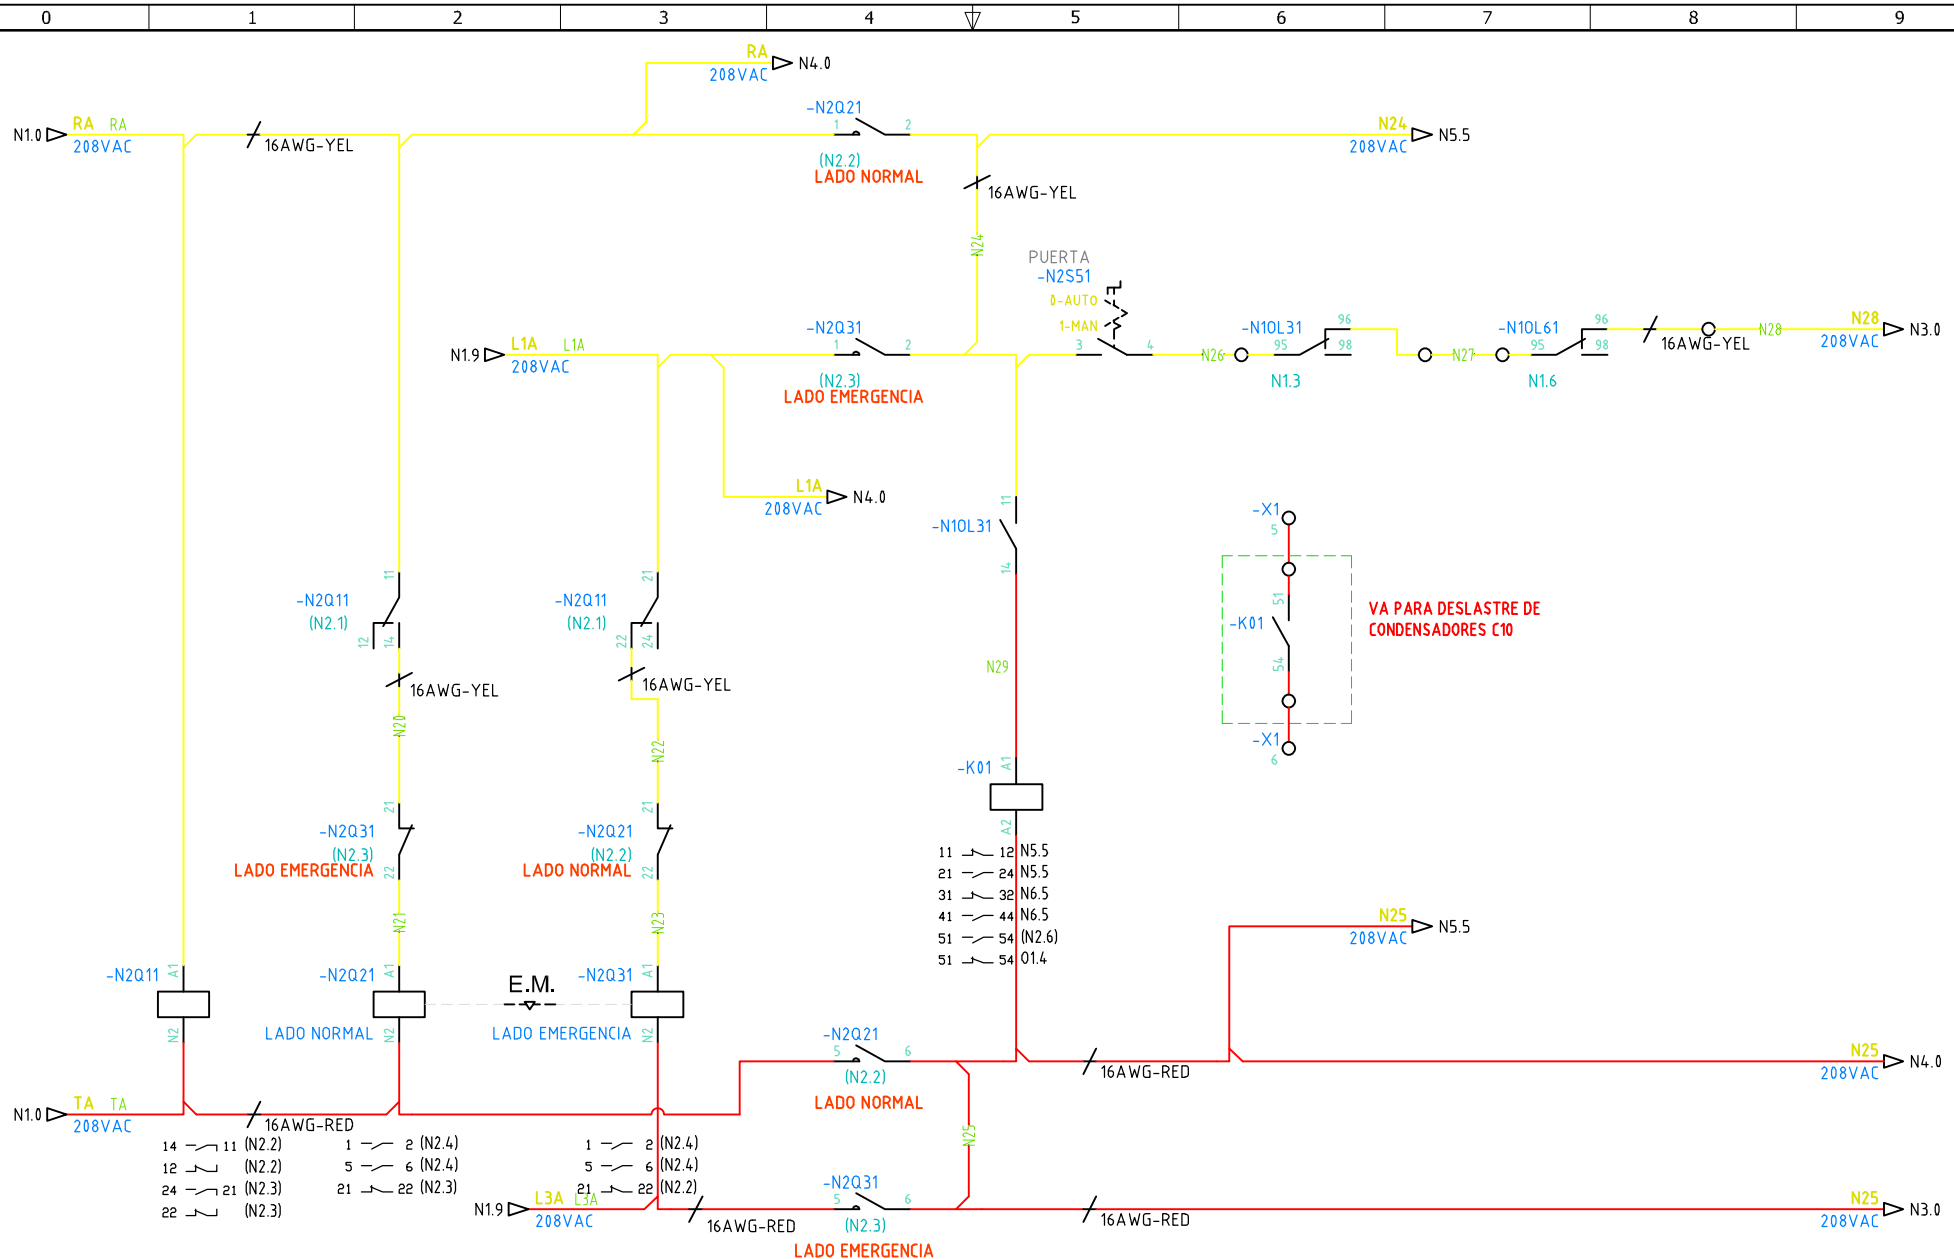 0 1 2 3 4 5 6 7 8 9
RA
208VAC
N4.0
-N2Q21
1 2
N1.0
RA RA
208VAC
16AWG-YEL
(N2.2)
LADO NORMAL
N24
208VAC
N5.5
16AWG-YEL
N24
PUERTA
-N2S51
0-AUTO
1-MAN
3 4
N1.9
L1A L1A
208VAC
-N2Q31
1 2
(N2.3)
LADO EMERGENCIA
N26
-N1OL31
95 96
98
N1.3
N27
-N1OL61
95 96
98
N1.6
16AWG-YEL
N28
N28
208VAC
N3.0
L1A
208VAC
N4.0
-N1OL31
11
14
N29
-X1
5
51
-K01
54
-X1
6
VA PARA DESLASTRE DE
CONDENSADORES C10
-N2Q11
(N2.1)
11
12 14
16AWG-YEL
N20
-N2Q11
(N2.1)
21
22 24
16AWG-YEL
N22
-K01
A1
A2
11 12 N5.5
21 24 N5.5
31 32 N6.5
41 44 N6.5
51 54 (N2.6)
51 54 O1.4
21
-N2Q31
(N2.3)
LADO EMERGENCIA
22
N21
21
-N2Q21
(N2.2)
LADO NORMAL
22
N23
N25
208VAC
N5.5
-N2Q11
A1
N2
-N2Q21
A1
LADO NORMAL
N2
E.M.
-N2Q31
A1
LADO EMERGENCIA
N2
-N2Q21
5 6
(N2.2)
LADO NORMAL
16AWG-RED
N25
208VAC
N4.0
N1.0
TA TA
208VAC
16AWG-RED
14 11 (N2.2)
12 (N2.2)
24 21 (N2.3)
22 (N2.3)
1 2 (N2.4)
5 6 (N2.4)
21 22 (N2.3)
1 2 (N2.4)
5 6 (N2.4)
21 22 (N2.2)
N25
N1.9
L3A L3A
208VAC
16AWG-RED
-N2Q31
5 6
(N2.3)
LADO EMERGENCIA
16AWG-RED
N25
208VAC
N3.0